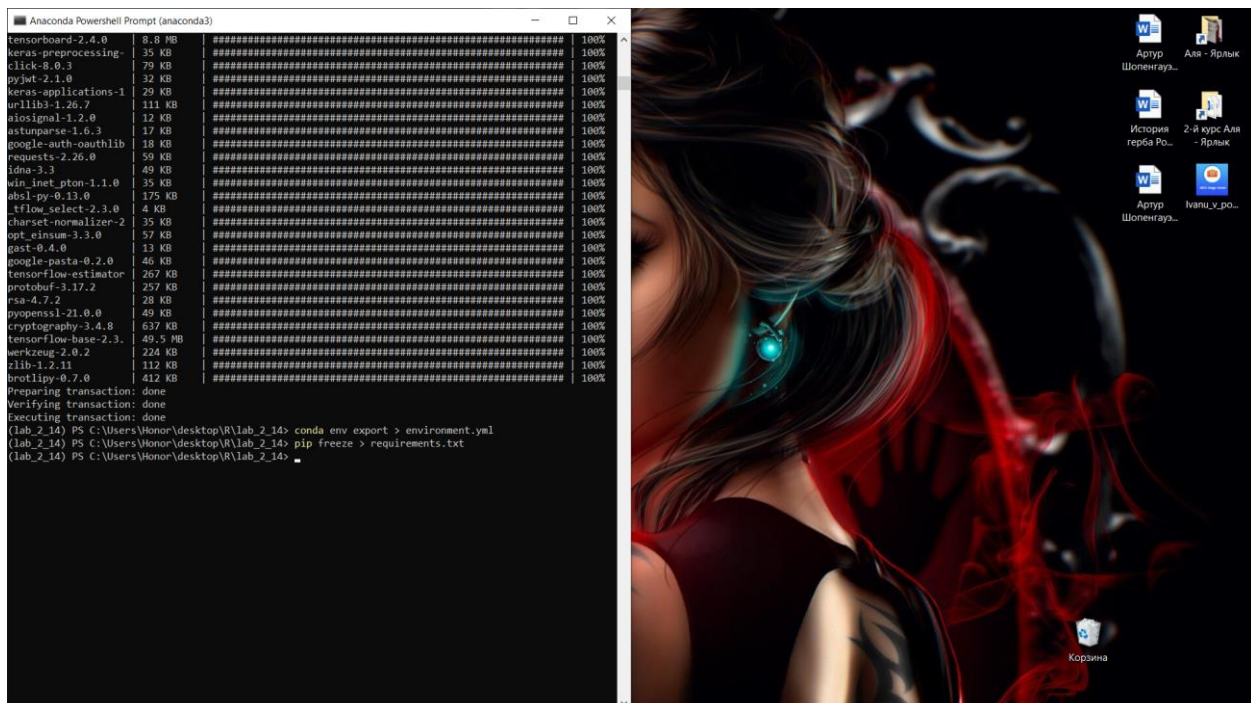 Anaconda Powershell Prompt (anaconda3)
tensorboard-2.4.0 | 8.8 MB | ############################################################ | 100%
keras-preprocessing- | 35 KB | ############################################################ | 100%
click-8.0.3 | 79 KB | ############################################################ | 100%
pyjwt-2.1.0 | 32 KB | ############################################################ | 100%
keras-applications-1 | 29 KB | ############################################################ | 100%
urllib3-1.26.7 | 111 KB | ############################################################ | 100%
aiosignal-1.2.0 | 12 KB | ############################################################ | 100%
astunparse-1.6.3 | 17 KB | ############################################################ | 100%
google-auth-oauthlib | 18 KB | ############################################################ | 100%
requests-2.26.0 | 59 KB | ############################################################ | 100%
idna-3.3 | 49 KB | ############################################################ | 100%
win_inet_pton-1.1.0 | 35 KB | ############################################################ | 100%
absl-py-0.13.0 | 175 KB | ############################################################ | 100%
_tflow_select-2.3.0 | 4 KB | ############################################################ | 100%
charset-normalizer-2 | 35 KB | ############################################################ | 100%
opt_einsum-3.3.0 | 57 KB | ############################################################ | 100%
gast-0.4.0 | 13 KB | ############################################################ | 100%
google-pasta-0.2.0 | 46 KB | ############################################################ | 100%
tensorflow-estimator | 267 KB | ############################################################ | 100%
protobuf-3.17.2 | 257 KB | ############################################################ | 100%
rsa-4.7.2 | 28 KB | ############################################################ | 100%
pyopenssl-21.0.0 | 49 KB | ############################################################ | 100%
cryptography-3.4.8 | 637 KB | ############################################################ | 100%
tensorflow-base-2.3. | 49.5 MB | ############################################################ | 100%
werkzeug-2.0.2 | 224 KB | ############################################################ | 100%
zlib-1.2.11 | 112 KB | ############################################################ | 100%
brotlipy-0.7.0 | 412 KB | ############################################################ | 100%
Preparing transaction: done
Verifying transaction: done
Executing transaction: done
(lab_2_14) PS C:\Users\Honor\desktop\R\lab_2_14> conda env export > environment.yml
(lab_2_14) PS C:\Users\Honor\desktop\R\lab_2_14> pip freeze > requirements.txt
(lab_2_14) PS C:\Users\Honor\desktop\R\lab_2_14>
Артур
Шопенгауэ...
Аля - Ярлык
История
герба Ро...
2-й курс Аля
- Ярлык
Артур
Шопенгауэ...
Ivanu_v_po...
Корзина